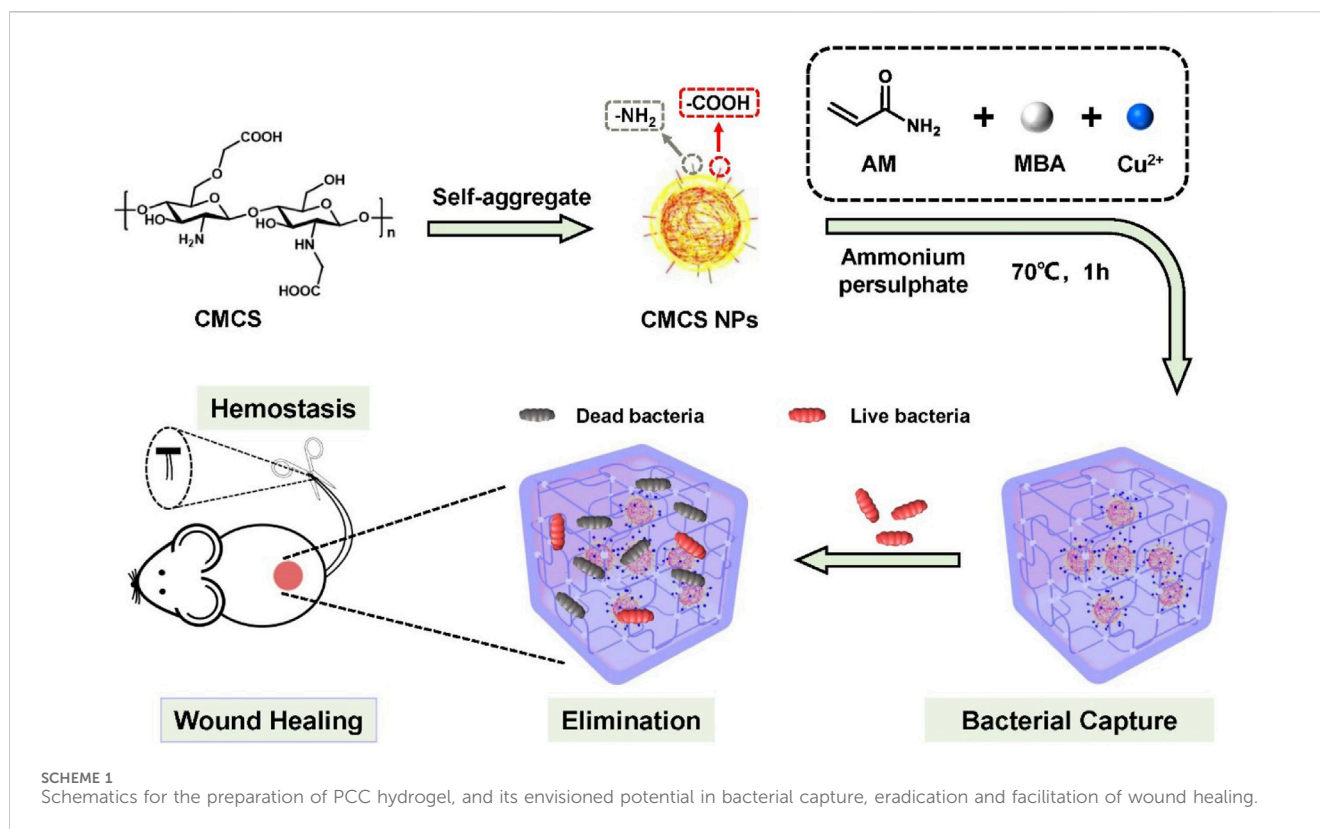 COOH
O
O
OH
O
HO
H₂N
O
HO
HN
O
n
HOOC
CMCS
Self-aggregate
-NH₂
-COOH
CMCS NPs
O
NH₂
AM
+
MBA
+
Cu²⁺
Ammonium
persulphate
70℃, 1h
Hemostasis
Dead bacteria
Live bacteria
Wound Healing
Elimination
Bacterial Capture
SCHEME 1
Schematics for the preparation of PCC hydrogel, and its envisioned potential in bacterial capture, eradication and facilitation of wound healing.